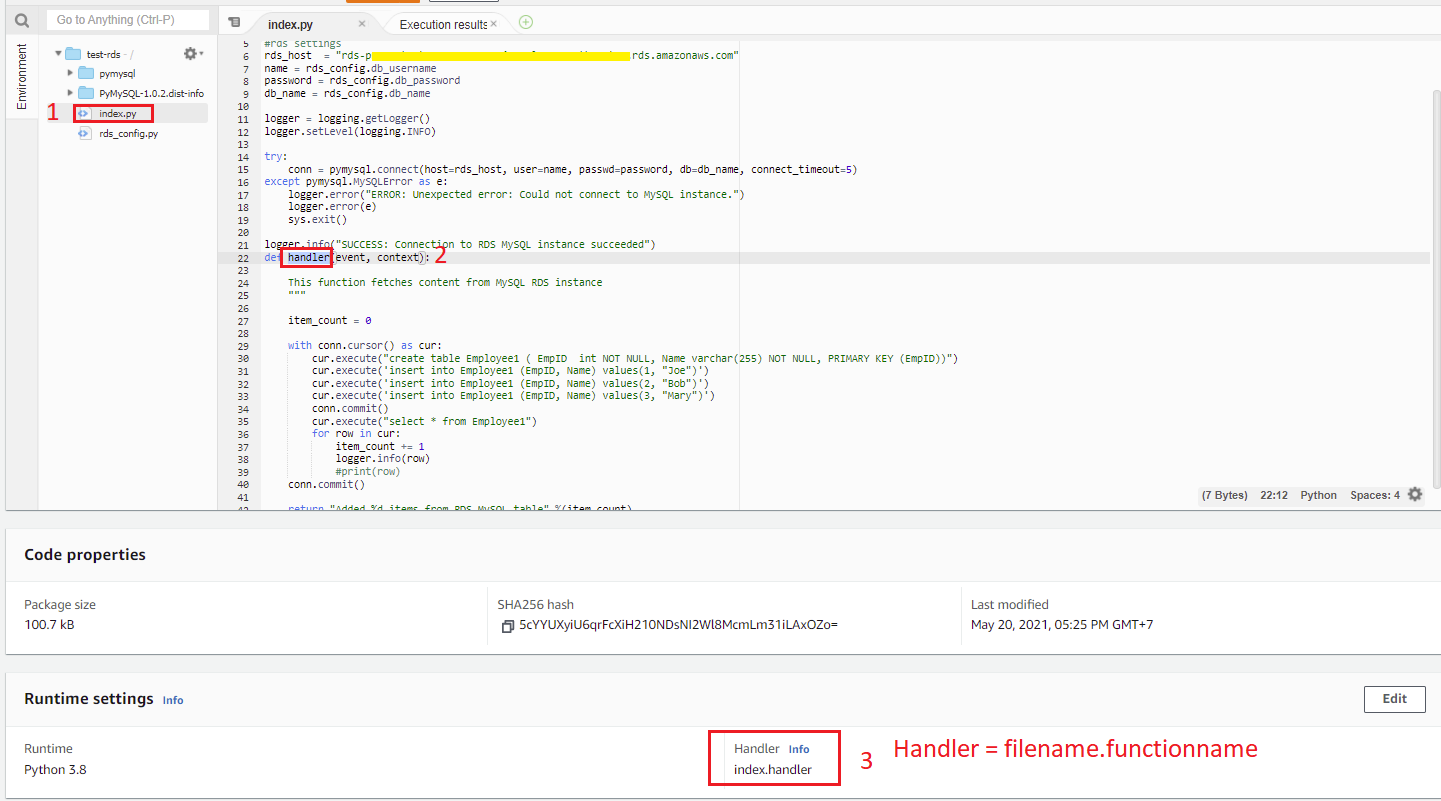 Go to Anything (Ctrl-P)
index.py
Execution results
Environment
test-rds - /
pymysql
PyMySQL-1.0.2.dist-info
1
index.py
rds_config.py
5 #rds settings
6 rds_host  = "rds-p rds.amazonaws.com"
7 name = rds_config.db_username
8 password = rds_config.db_password
9 db_name = rds_config.db_name
10
11 logger = logging.getLogger()
12 logger.setLevel(logging.INFO)
13
14 try:
15     conn = pymysql.connect(host=rds_host, user=name, passwd=password, db=db_name, connect_timeout=5)
16 except pymysql.MySQLError as e:
17     logger.error("ERROR: Unexpected error: Could not connect to MySQL instance.")
18     logger.error(e)
19     sys.exit()
20
21 logger.info("SUCCESS: Connection to RDS MySQL instance succeeded")
22 def handler(event, context): 2
23
24     This function fetches content from MySQL RDS instance
25     """
26
27     item_count = 0
28
29     with conn.cursor() as cur:
30         cur.execute("create table Employee1 ( EmpID  int NOT NULL, Name varchar(255) NOT NULL, PRIMARY KEY (EmpID))")
31         cur.execute('insert into Employee1 (EmpID, Name) values(1, "Joe")')
32         cur.execute('insert into Employee1 (EmpID, Name) values(2, "Bob")')
33         cur.execute('insert into Employee1 (EmpID, Name) values(3, "Mary")')
34         conn.commit()
35         cur.execute("select * from Employee1")
36         for row in cur:
37             item_count += 1
38             logger.info(row)
39             #print(row)
40     conn.commit()
41
42     return "Added %d items from RDS MySQL table" %(item_count)
(7 Bytes) 22:12 Python Spaces: 4
Code properties
Package size
100.7 kB
SHA256 hash
5cYYUXyiU6qrFcXiH210NDsNI2Wl8McmLm31iLAxOZo=
Last modified
May 20, 2021, 05:25 PM GMT+7
Runtime settings Info
Edit
Runtime
Python 3.8
Handler Info
index.handler
3
Handler = filename.functionname